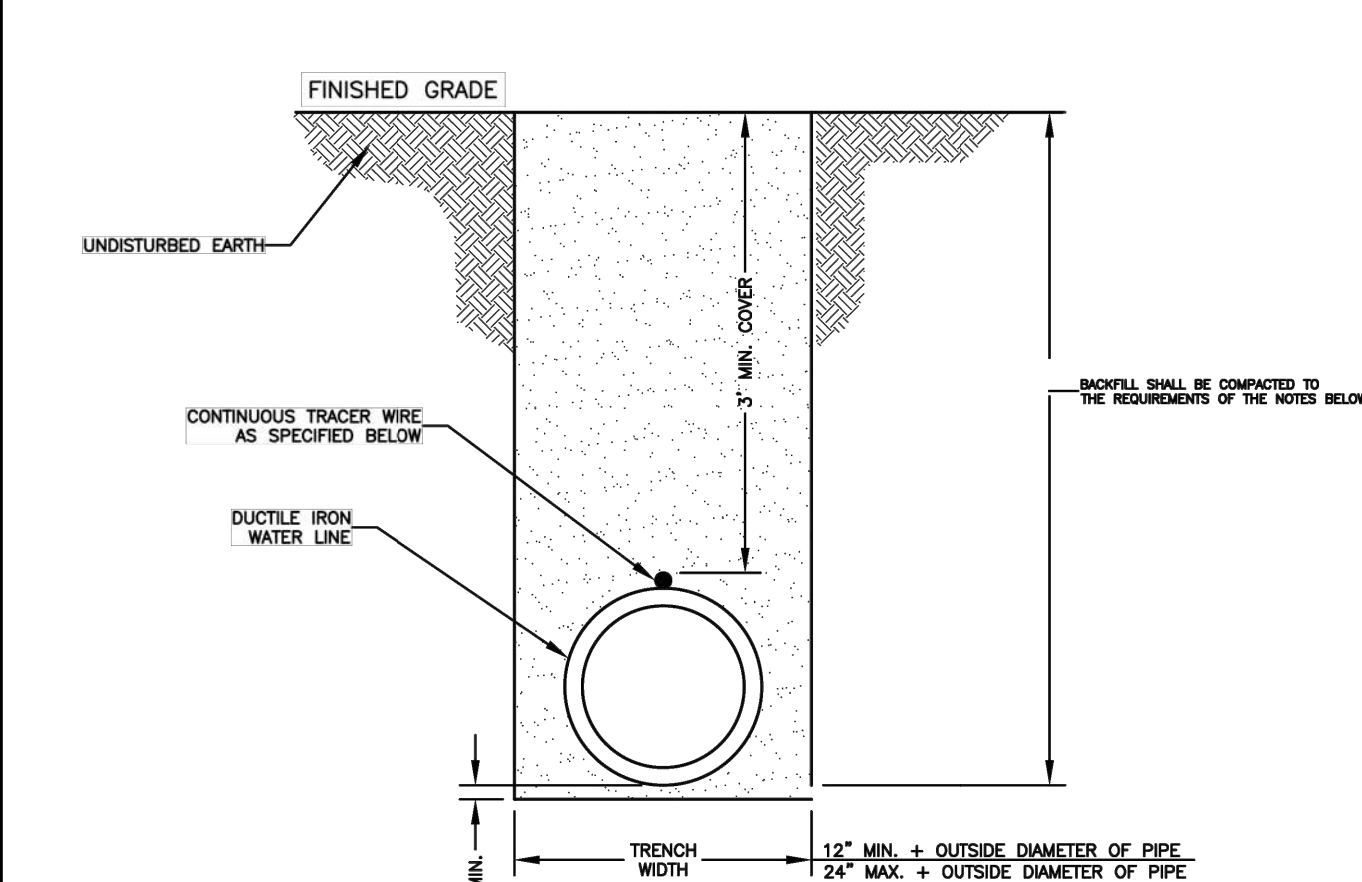 FINISHED GRADE
UNDISTURBED EARTH
3" MIN. COVER
BACKFILL SHALL BE COMPACTED TO
THE REQUIREMENTS OF THE NOTES BELOW
CONTINUOUS TRACER WIRE
AS SPECIFIED BELOW
DUCTILE IRON
WATER LINE
MIN.
TRENCH
WIDTH
12" MIN. + OUTSIDE DIAMETER OF PIPE
24" MAX. + OUTSIDE DIAMETER OF PIPE